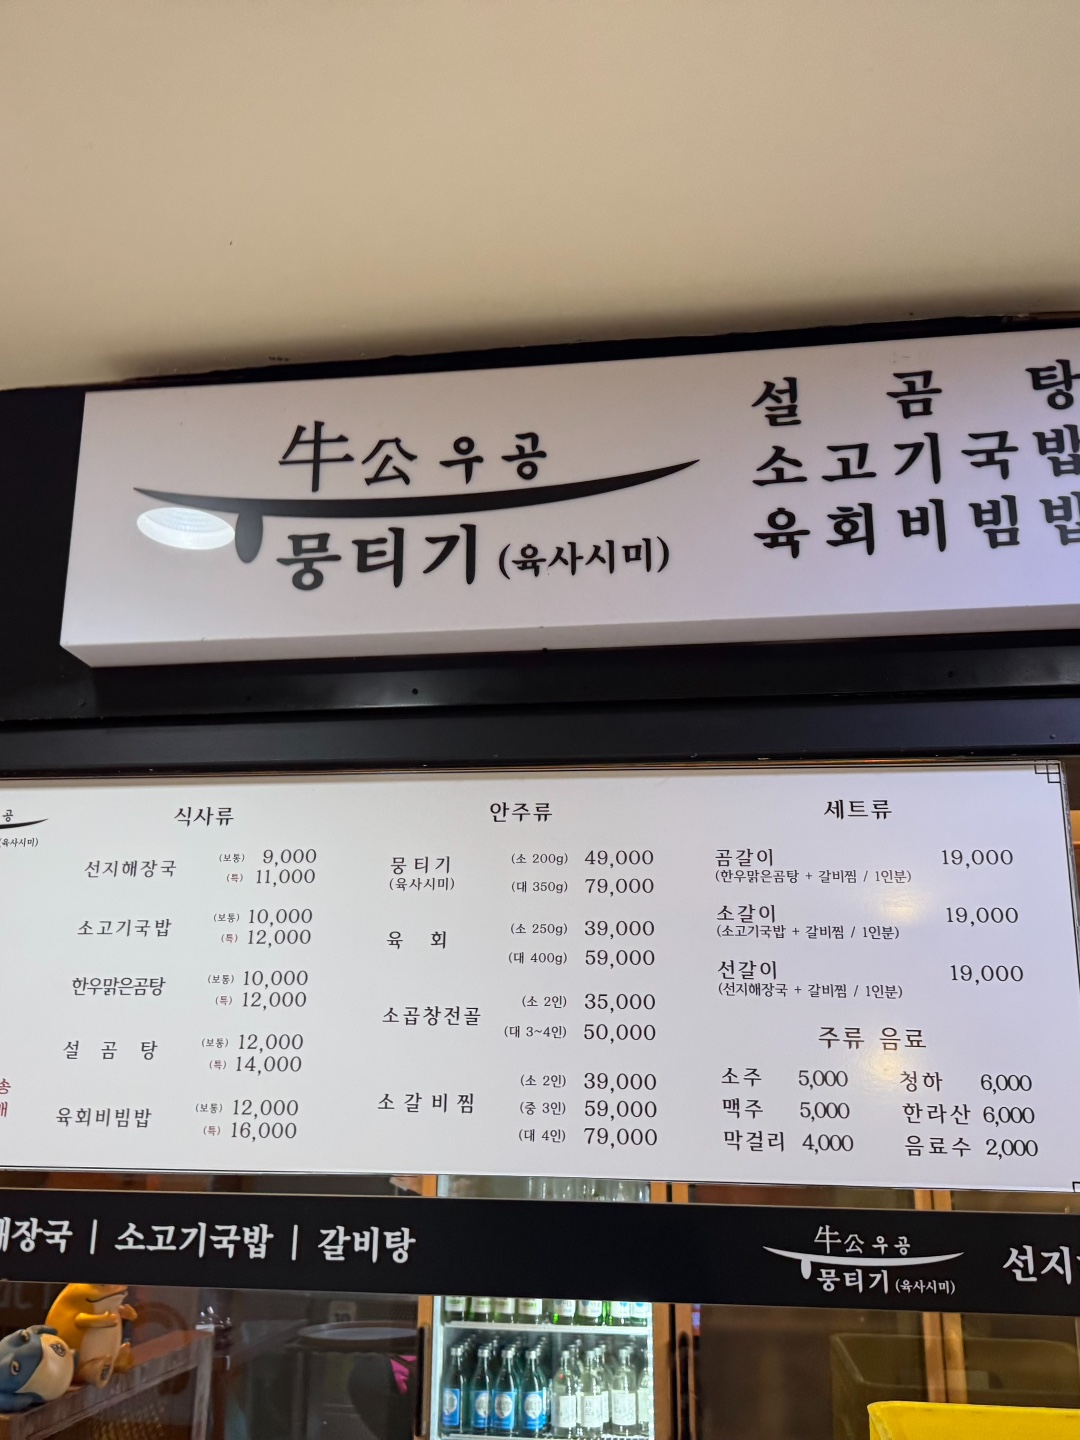 牛公 우공
뭉티기 (육사시미)
설 곰 탕
소고기국밥
육회비빔밥
공
(육사시미)
식사류
선지해장국 (보통) 9,000
(특) 11,000
소고기국밥 (보통) 10,000
(특) 12,000
한우맑은곰탕 (보통) 10,000
(특) 12,000
설 곰 탕 (보통) 12,000
(특) 14,000
육회비빔밥 (보통) 12,000
(특) 16,000
송
안주류
뭉티기 (소 200g) 49,000
(육사시미) (대 350g) 79,000
육 회 (소 250g) 39,000
(대 400g) 59,000
소곱창전골 (소 2인) 35,000
(대 3~4인) 50,000
소갈비찜 (소 2인) 39,000
(중 3인) 59,000
(대 4인) 79,000
세트류
곰갈이 19,000
(한우맑은곰탕 + 갈비찜 / 1인분)
소갈이 19,000
(소고기국밥 + 갈비찜 / 1인분)
선갈이 19,000
(선지해장국 + 갈비찜 / 1인분)
주류 음료
소주 5,000 청하 6,000
맥주 5,000 한라산 6,000
막걸리 4,000 음료수 2,000
해장국 | 소고기국밥 | 갈비탕
牛公 우공
뭉티기 (육사시미)
선지